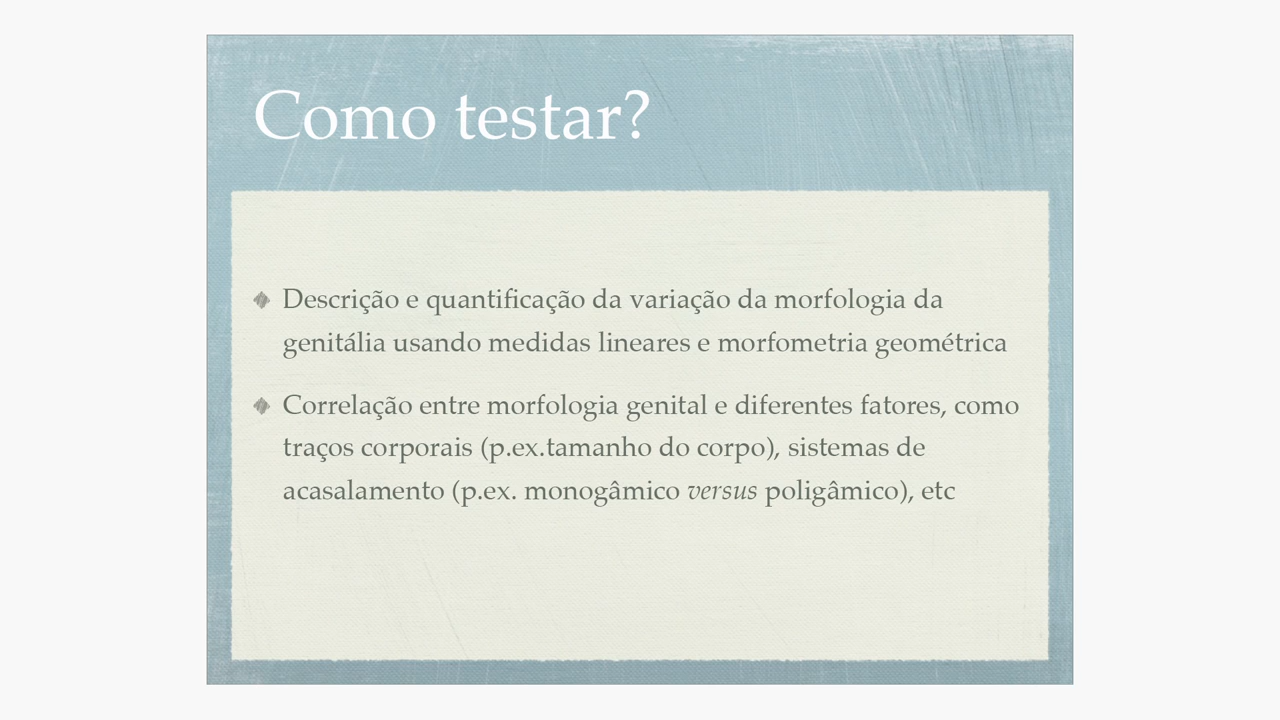 Como testar?
Descrição e quantificação da variação da morfologia da
genitália usando medidas lineares e morfometria geométrica
Correlação entre morfologia genital e diferentes fatores, como
traços corporais (p.ex.tamanho do corpo), sistemas de
acasalamento (p.ex. monogâmico versus poligâmico), etc